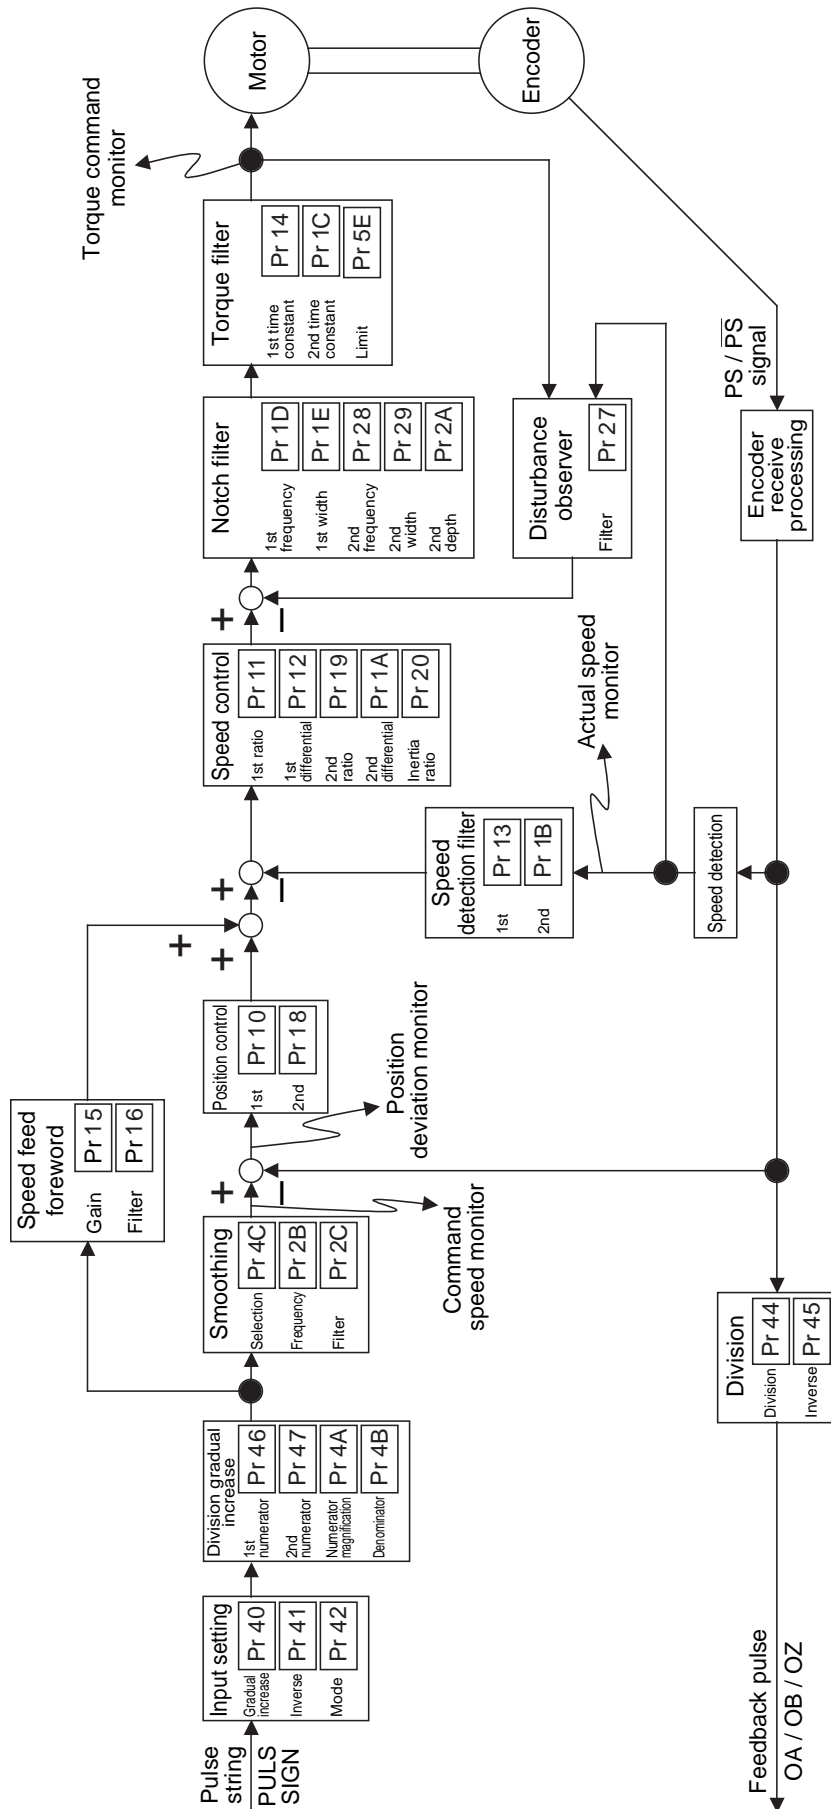 Pulse
string
PULS
SIGN
Input setting
Gradual
increase
Pr 40
Inverse
Pr 41
Mode
Pr 42
Division gradual
increase
1st
numerator
Pr 46
2nd
numerator
Pr 47
Numerator
magnification
Pr 4A
Denominator
Pr 4B
Speed feed
foreword
Gain
Pr 15
Filter
Pr 16
Smoothing
Selection
Pr 4C
Frequency
Pr 2B
Filter
Pr 2C
+
−
Command
speed monitor
Position
deviation monitor
Position control
1st
Pr 10
2nd
Pr 18
+
+
+
−
Speed control
1st ratio
Pr 11
1st
differential
Pr 12
2nd
ratio
Pr 19
2nd
differential
Pr 1A
Inertia
ratio
Pr 20
+
−
Notch filter
1st
frequency
Pr 1D
1st width
Pr 1E
2nd
frequency
Pr 28
2nd
width
Pr 29
2nd
depth
Pr 2A
Torque filter
1st time
constant
Pr 14
2nd time
constant
Pr 1C
Limit
Pr 5E
Torque command
monitor
Motor
Encoder
Disturbance
observer
Filter
Pr 27
Speed
detection filter
1st
Pr 13
2nd
Pr 1B
Actual speed
monitor
Speed detection
PS / P̅S̅
signal
Encoder
receive
processing
Division
Division
Pr 44
Inverse
Pr 45
Feedback pulse
OA / OB / OZ